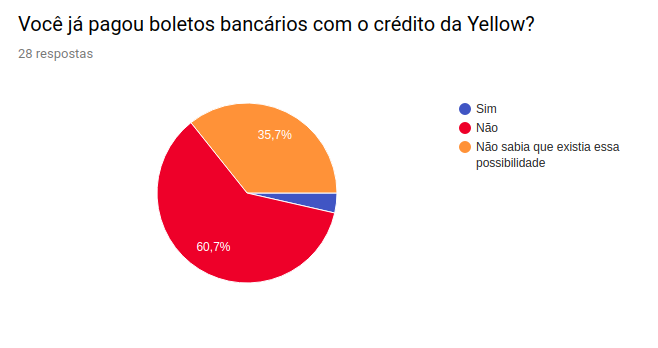 Você já pagou boletos bancários com o crédito da Yellow?
28 respostas
Sim
Não
Não sabia que existia essa
possibilidade
35,7%
60,7%